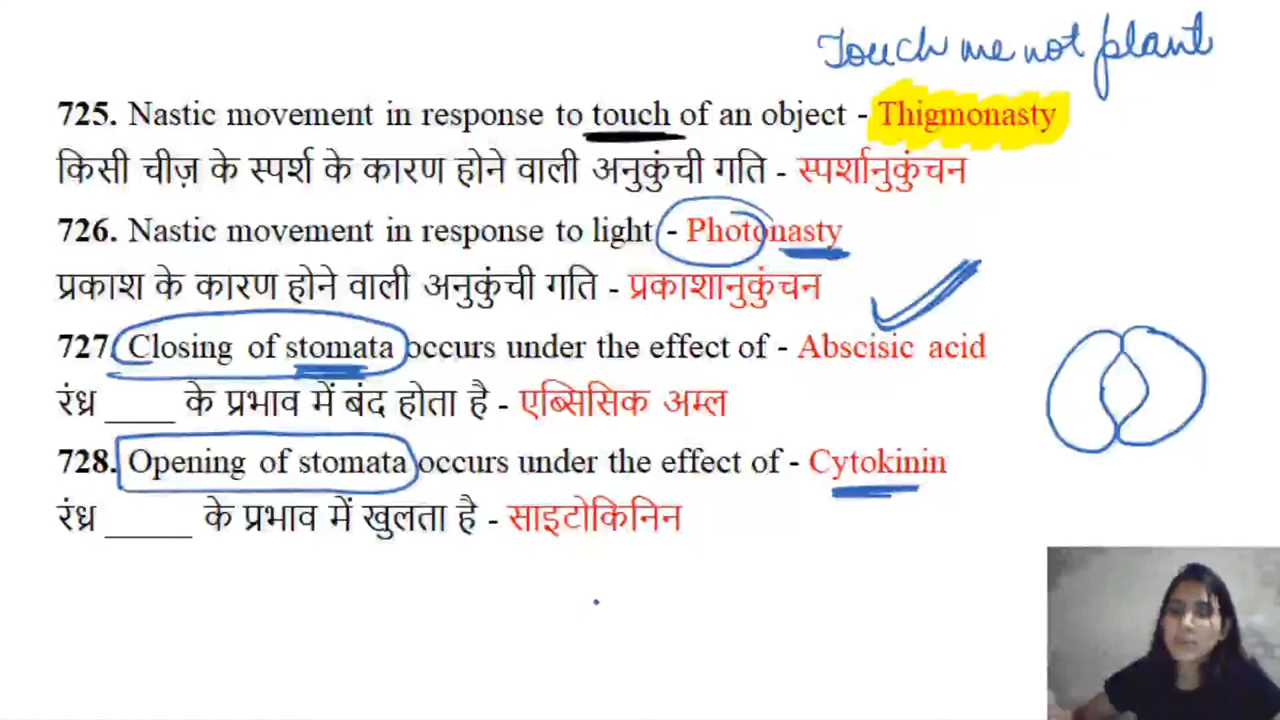 Touch me not plant
725. Nastic movement in response to touch of an object - Thigmonasty
किसी चीज़ के स्पर्श के कारण होने वाली अनुकुंची गति - स्पर्शानुकुंचन
726. Nastic movement in response to light - Photonasty
प्रकाश के कारण होने वाली अनुकुंची गति - प्रकाशानुकुंचन
727. Closing of stomata occurs under the effect of - Abscisic acid
रंध्र ____ के प्रभाव में बंद होता है - एब्सिसिक अम्ल
728. Opening of stomata occurs under the effect of - Cytokinin
रंध्र _____ के प्रभाव में खुलता है - साइटोकिनिन